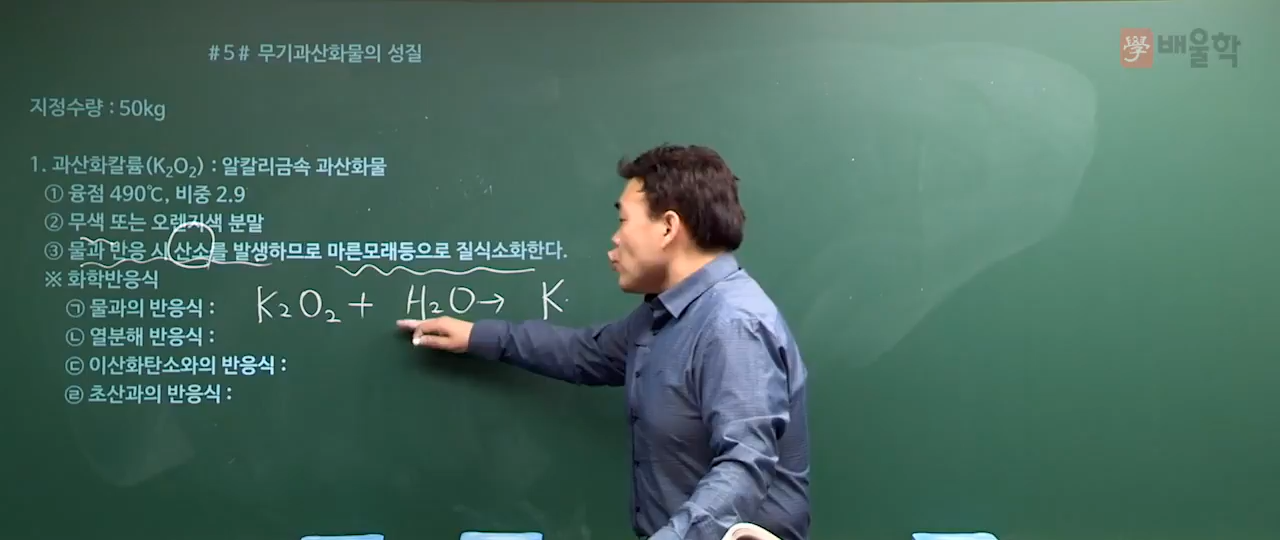 #5# 무기과산화물의 성질
學 배울학
지정수량 : 50kg
1. 과산화칼륨(K₂O₂) : 알칼리금속 과산화물
① 융점 490℃, 비중 2.9
② 무색 또는 오렌지색 분말
③ 물과 반응 시 산소를 발생하므로 마른모래등으로 질식소화한다.
※ 화학반응식
㉠ 물과의 반응식 : K₂O₂ + H₂O → K
㉡ 열분해 반응식 :
㉢ 이산화탄소와의 반응식 :
㉣ 초산과의 반응식 :